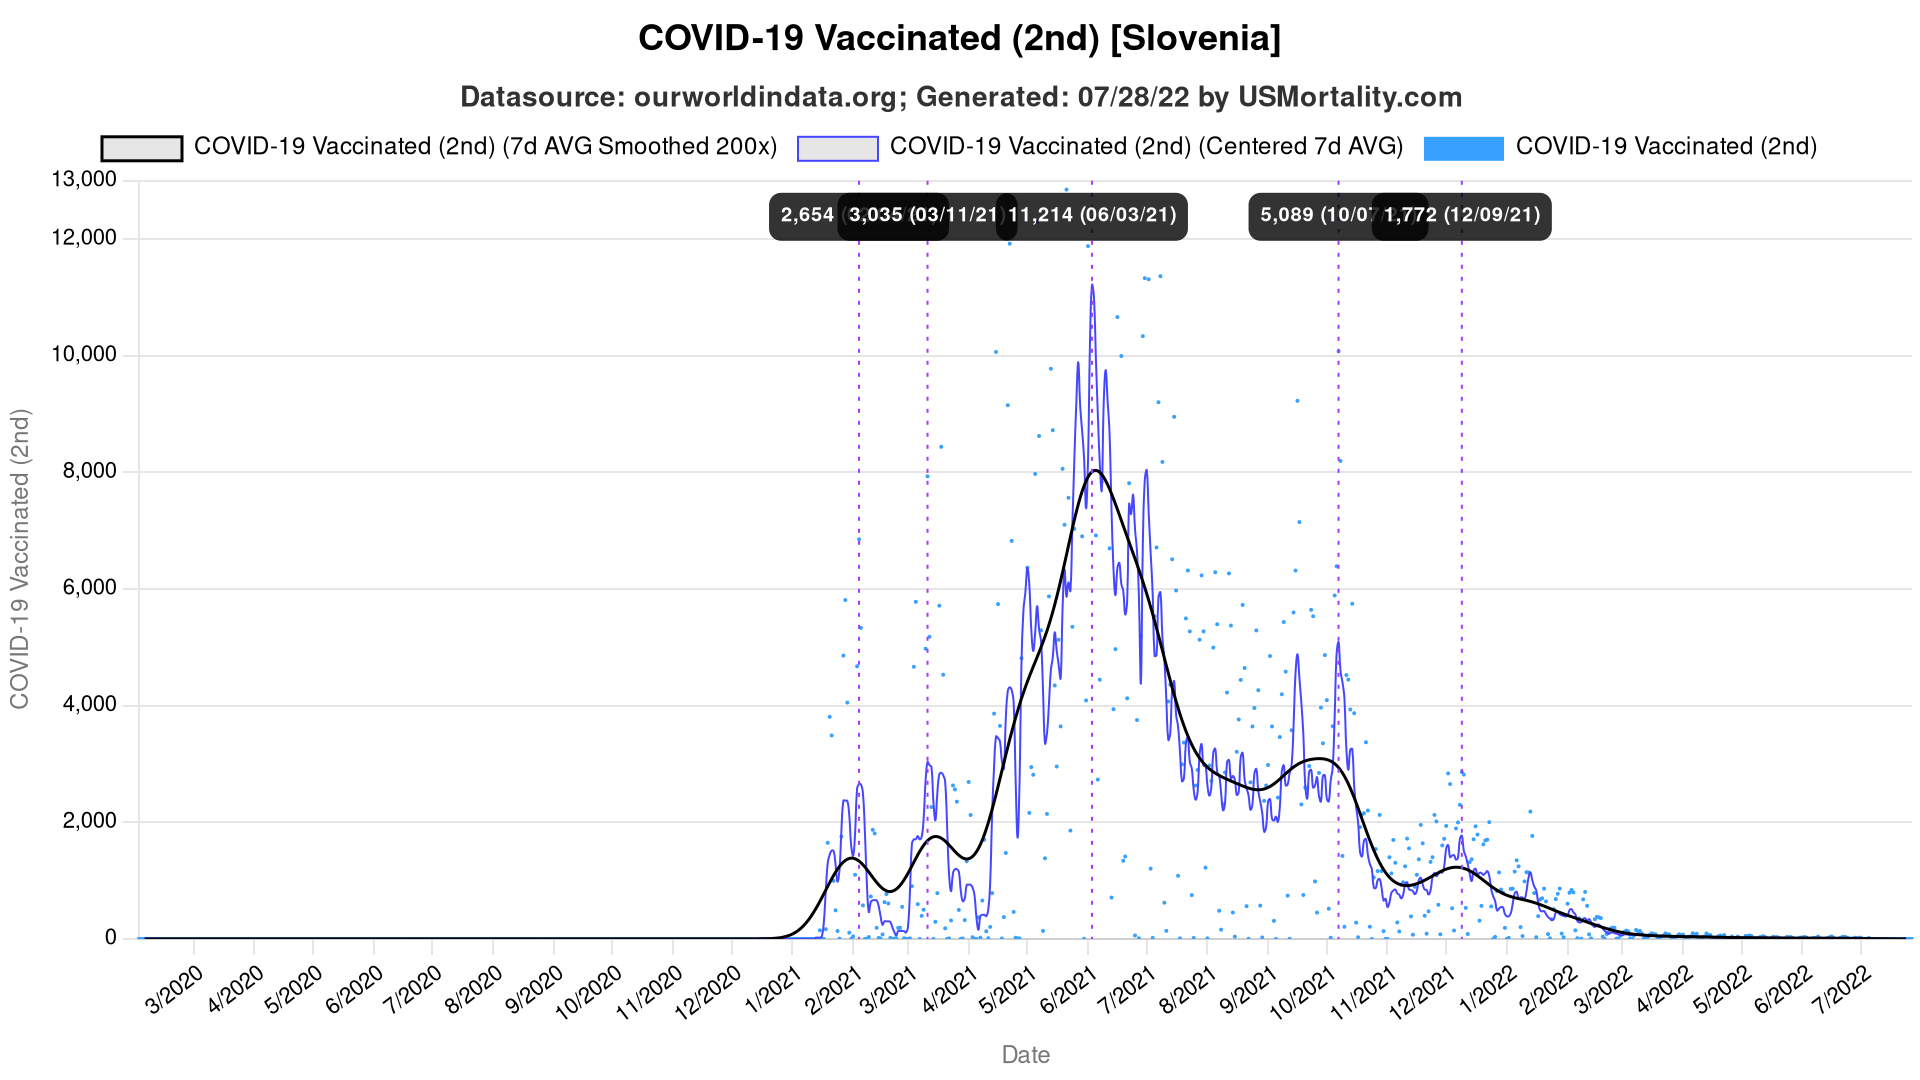 COVID-19 Vaccinated (2nd) [Slovenia]
Datasource: ourworldindata.org; Generated: 07/28/22 by USMortality.com
COVID-19 Vaccinated (2nd) (7d AVG Smoothed 200x) COVID-19 Vaccinated (2nd) (Centered 7d AVG) COVID-19 Vaccinated (2nd)
13,000
2,654 3,035 (03/11/21) 11,214 (06/03/21) 5,089 (10/07 1,772 (12/09/21)
12,000
10,000
8,000
6,000
4,000
2,000
0
COVID-19 Vaccinated (2nd)
3/2020 4/2020 5/2020 6/2020 7/2020 8/2020 9/2020 10/2020 11/2020 12/2020 1/2021 2/2021 3/2021 4/2021 5/2021 6/2021 7/2021 8/2021 9/2021 10/2021 11/2021 12/2021 1/2022 2/2022 3/2022 4/2022 5/2022 6/2022 7/2022
Date